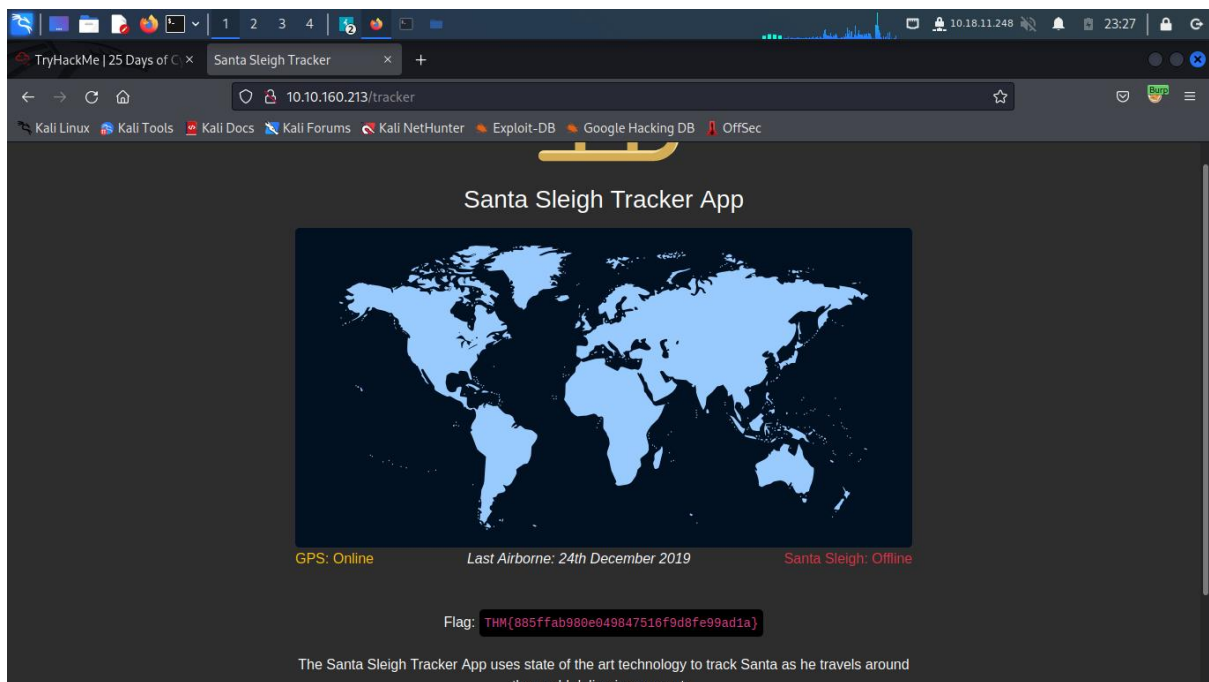 1 2 3 4 2 10.18.11.248 23:27
TryHackMe | 25 Days of C Santa Sleigh Tracker
10.10.160.213/tracker Burp
Kali Linux Kali Tools Kali Docs Kali Forums Kali NetHunter Exploit-DB Google Hacking DB OffSec
Santa Sleigh Tracker App
GPS: Online Last Airborne: 24th December 2019 Santa Sleigh: Offline
Flag: THM{885ffab980e049847516f9d8fe99ad1a}
The Santa Sleigh Tracker App uses state of the art technology to track Santa as he travels around